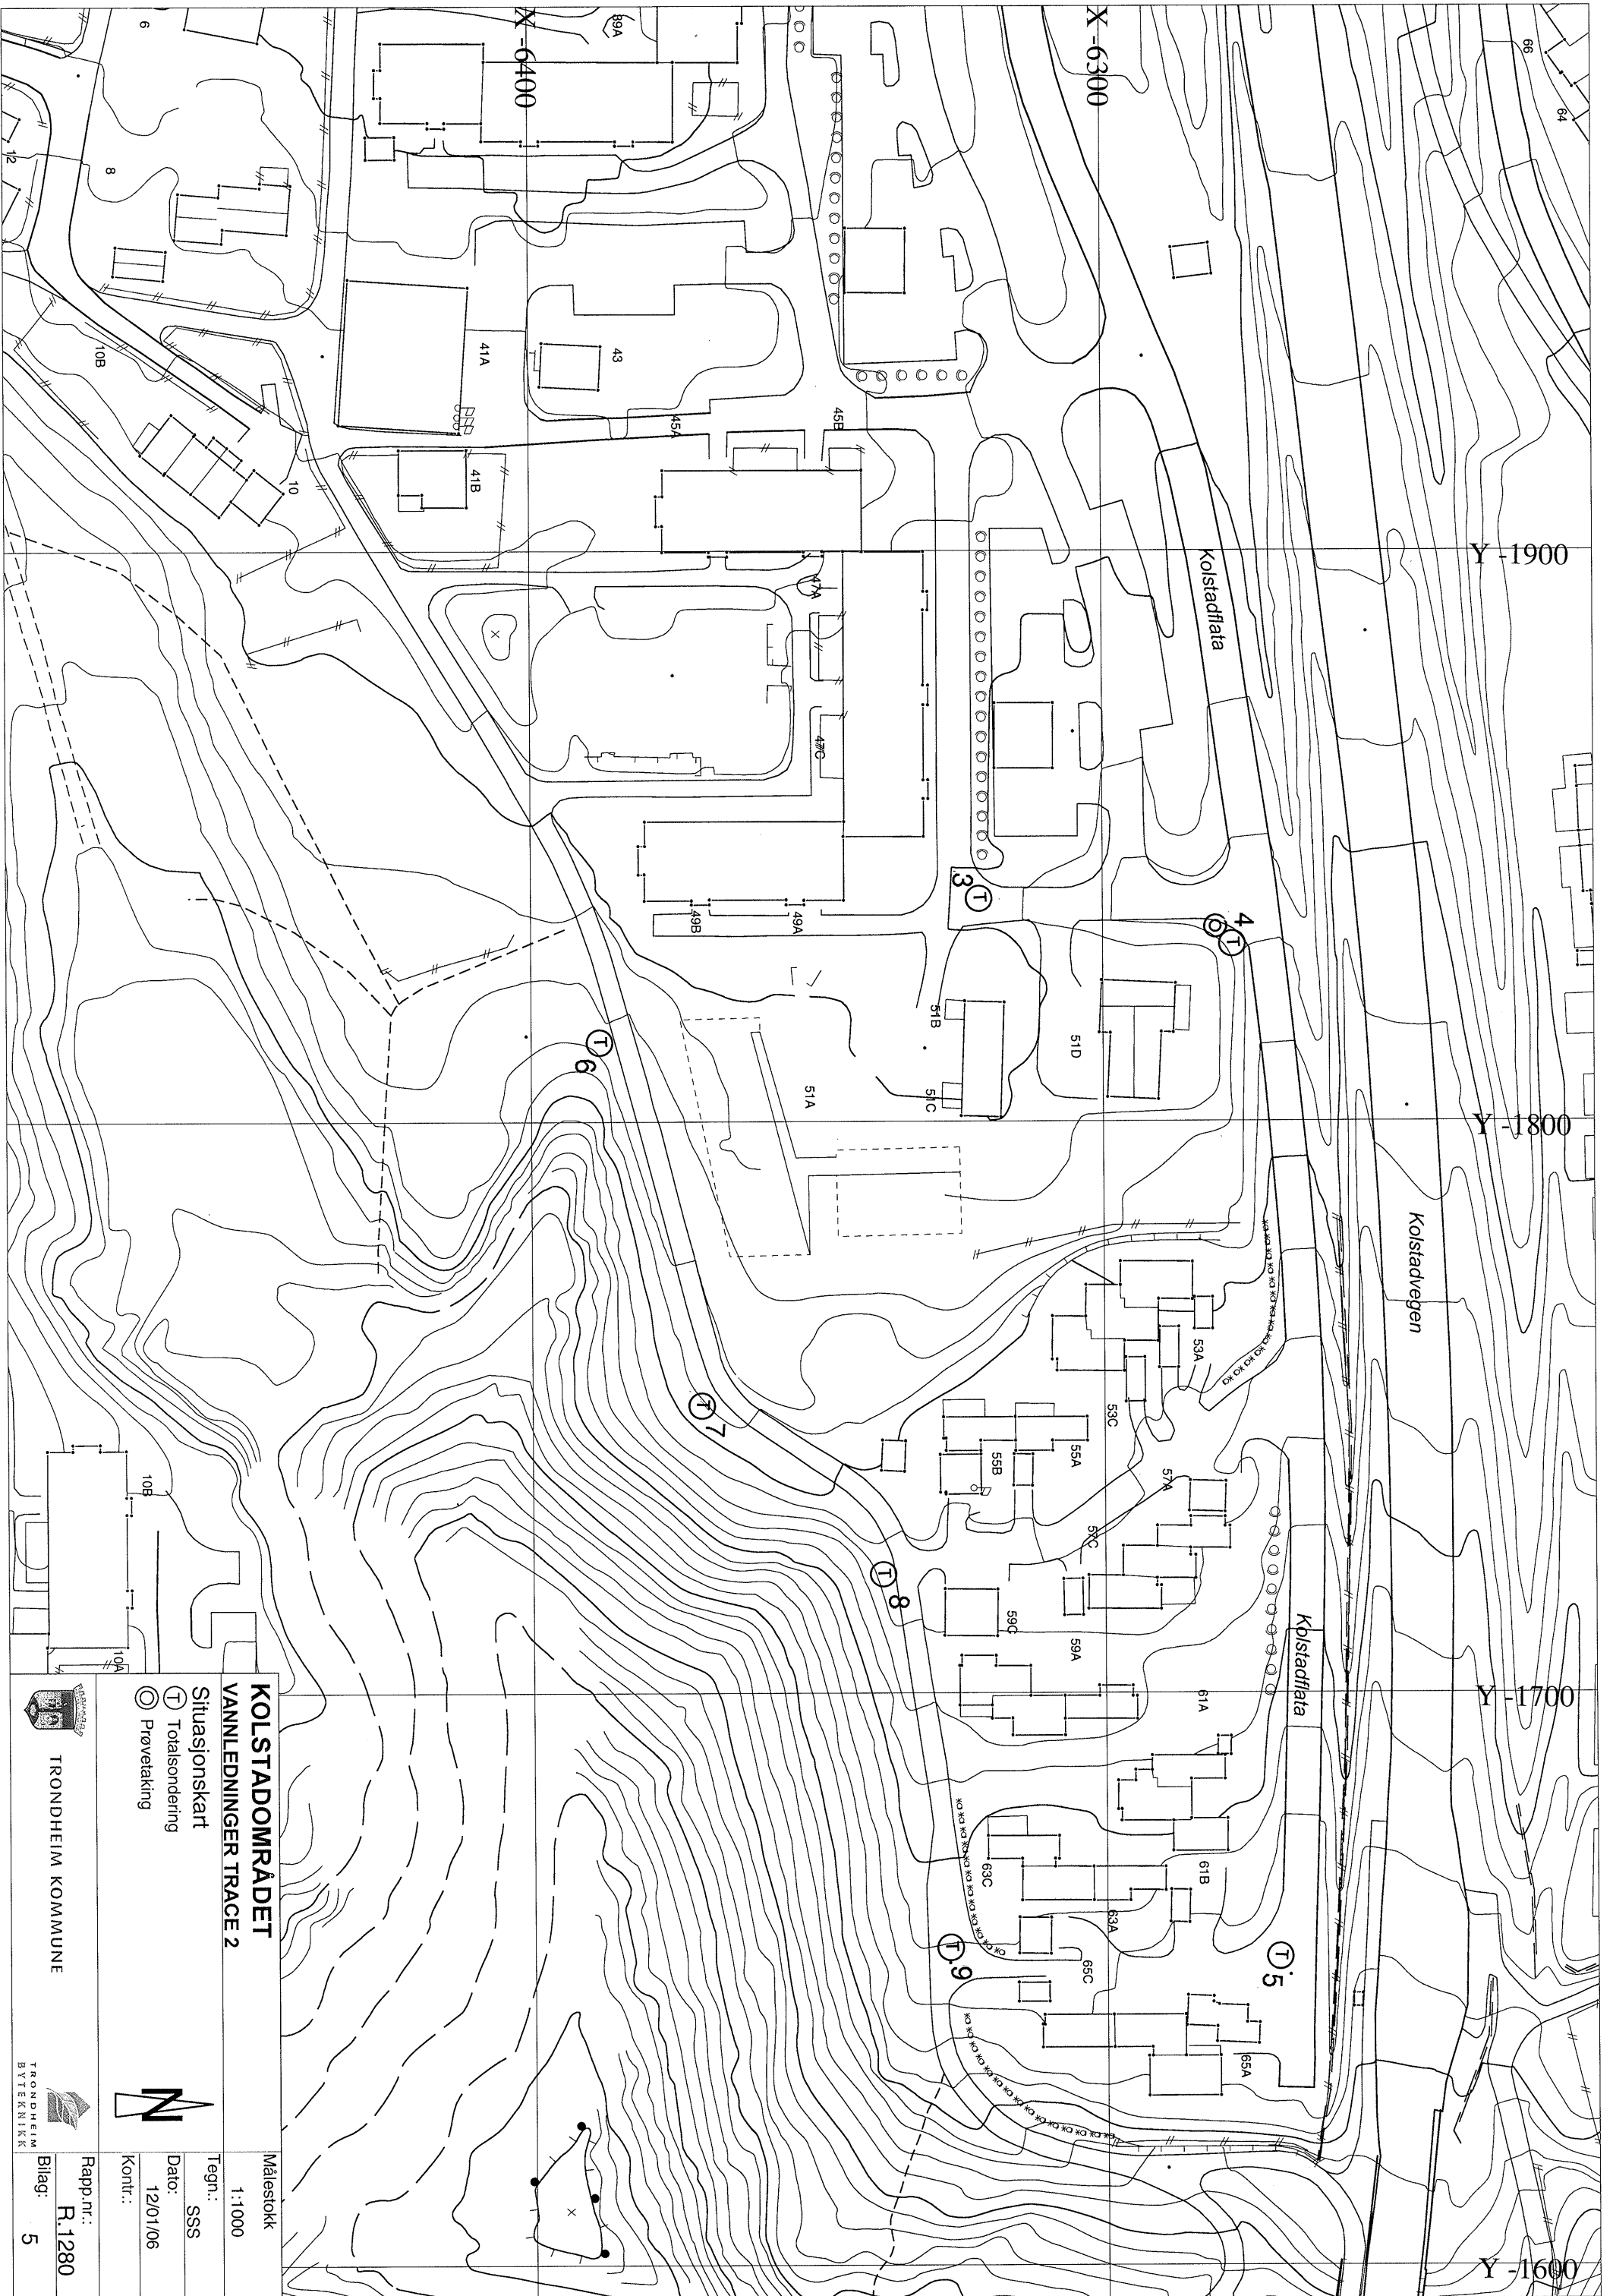 X -6400
X -6300
Y -1900
Y -1800
Y -1700
Y -1600
Kolstadflata
Kolstadvegen
Kolstadflata
66
64
89A
6
8
12
10B
10
41A
43
41B
45A
45B
47A
47C
49B
49A
51B
51C
51D
51A
53A
53C
55A
55B
57A
57C
59C
59A
61A
61B
63C
63A
65C
65A
10B
10A
T 3
4
T
T 6
T 7
T 8
T 9
T 5
KOLSTADOMRÅDET
VANNLEDNINGER TRACE 2
Situasjonskart
T Totalsondering
Prøvetaking
N
TRONDHEIM KOMMUNE
TRONDHEIM
BYTEKNIKK
Målestokk
1:1000
Tegn.:
SSS
Dato:
12/01/06
Kontr.:
Rapp.nr.:
R.1280
Bilag:
5